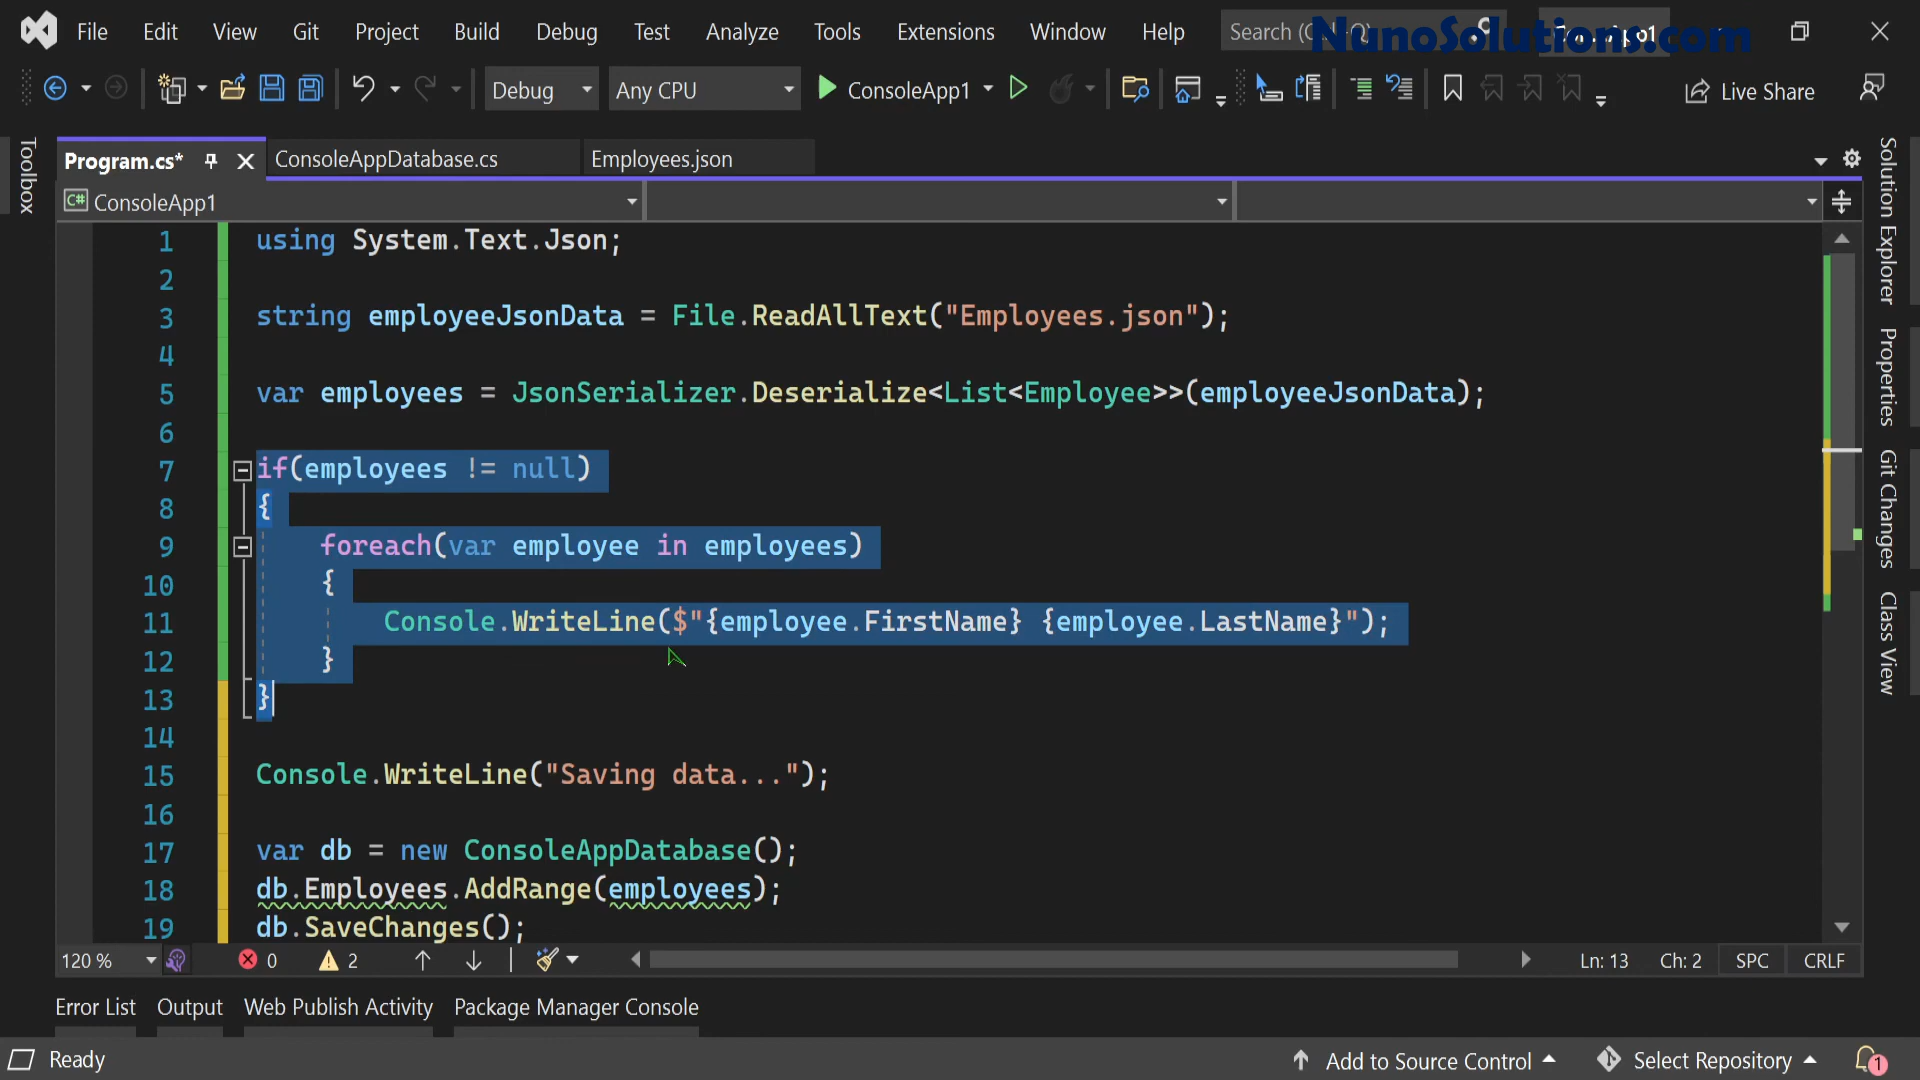 File Edit View Git Project Build Debug Test Analyze Tools Extensions Window Help Search (
NunoSolutions.com
Debug Any CPU ConsoleApp1 Live Share
Toolbox
Program.cs* ConsoleAppDatabase.cs Employees.json
C# ConsoleApp1
1 using System.Text.Json;
2
3 string employeeJsonData = File.ReadAllText("Employees.json");
4
5 var employees = JsonSerializer.Deserialize<List<Employee>>(employeeJsonData);
6
7 if(employees != null)
8 {
9 foreach(var employee in employees)
10 {
11 Console.WriteLine($"{employee.FirstName} {employee.LastName}");
12 }
13 }
14
15 Console.WriteLine("Saving data...");
16
17 var db = new ConsoleAppDatabase();
18 db.Employees.AddRange(employees);
19 db.SaveChanges();
Solution Explorer
Properties
Git Changes
Class View
120 % 0 2 Ln: 13 Ch: 2 SPC CRLF
Error List Output Web Publish Activity Package Manager Console
Ready Add to Source Control Select Repository 1